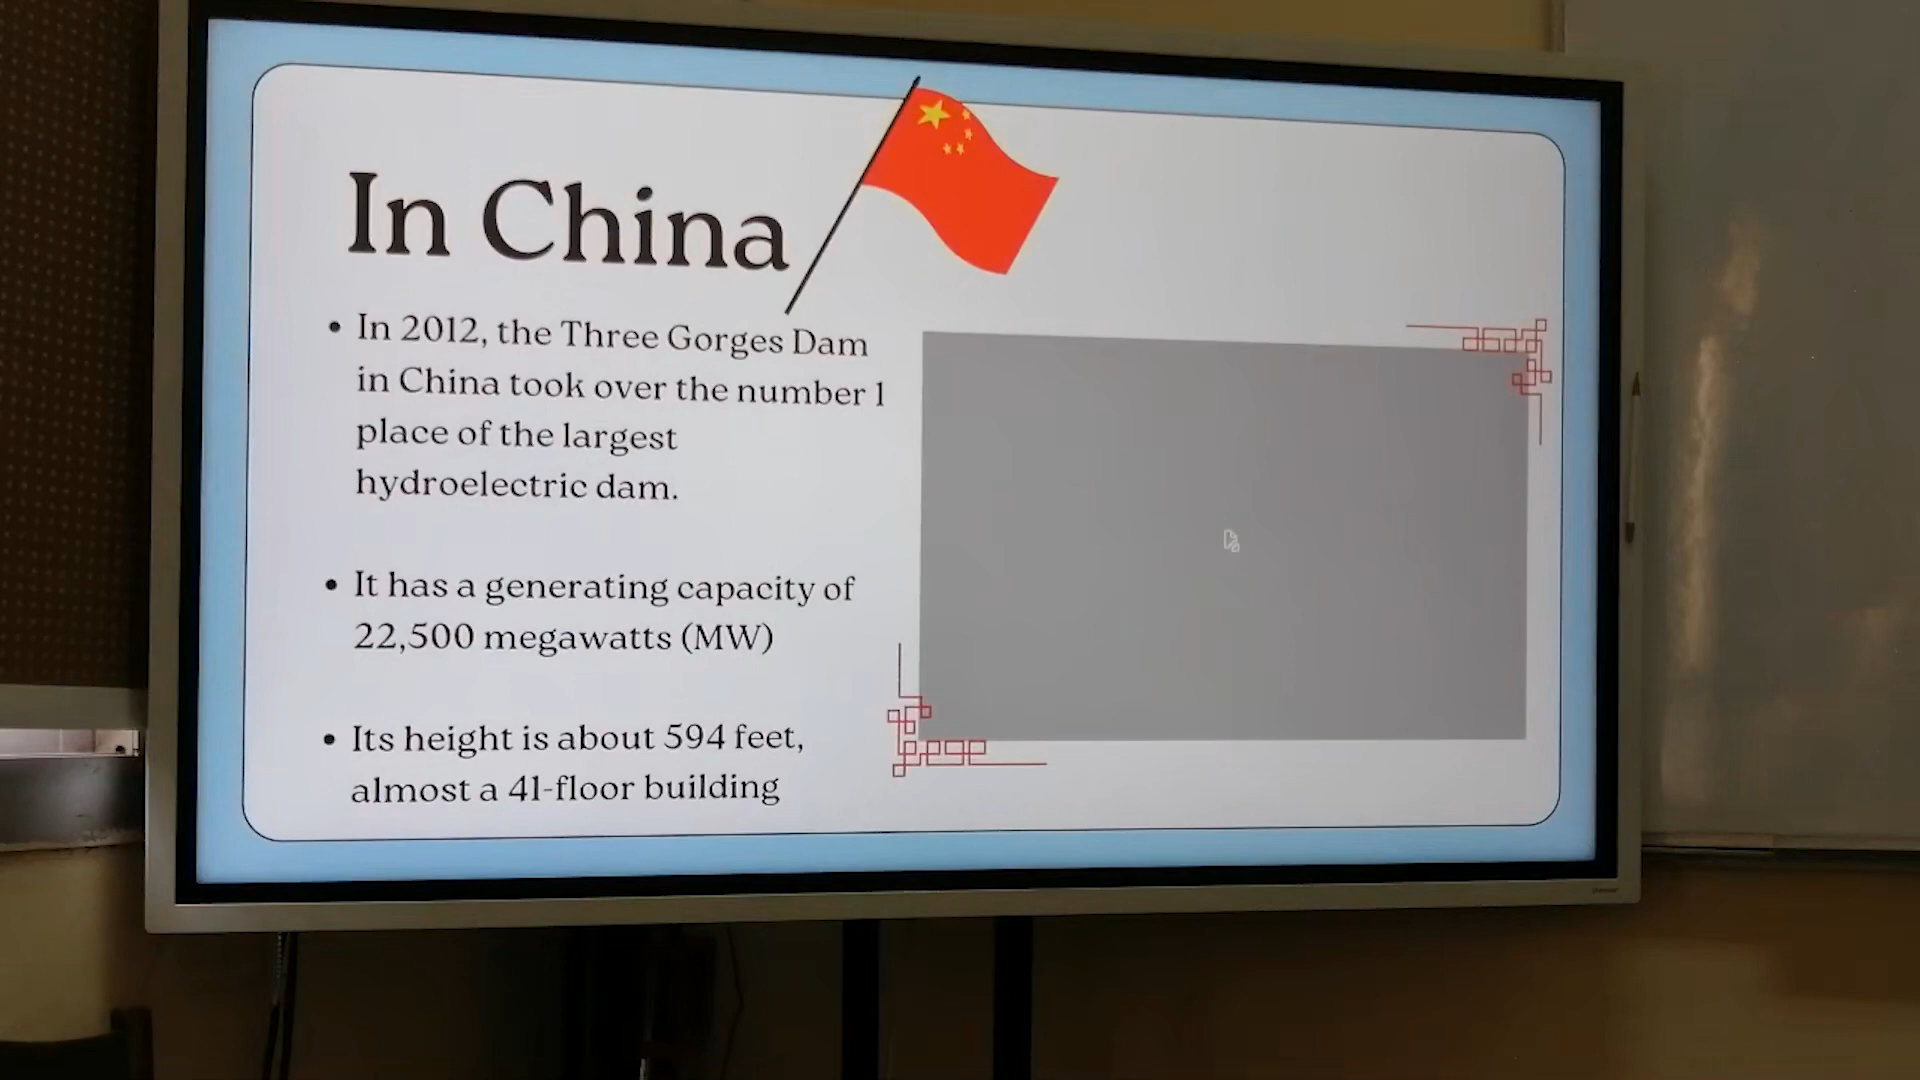 In China
• In 2012, the Three Gorges Dam
in China took over the number 1
place of the largest
hydroelectric dam.
• It has a generating capacity of
22,500 megawatts (MW)
• Its height is about 594 feet,
almost a 41-floor building